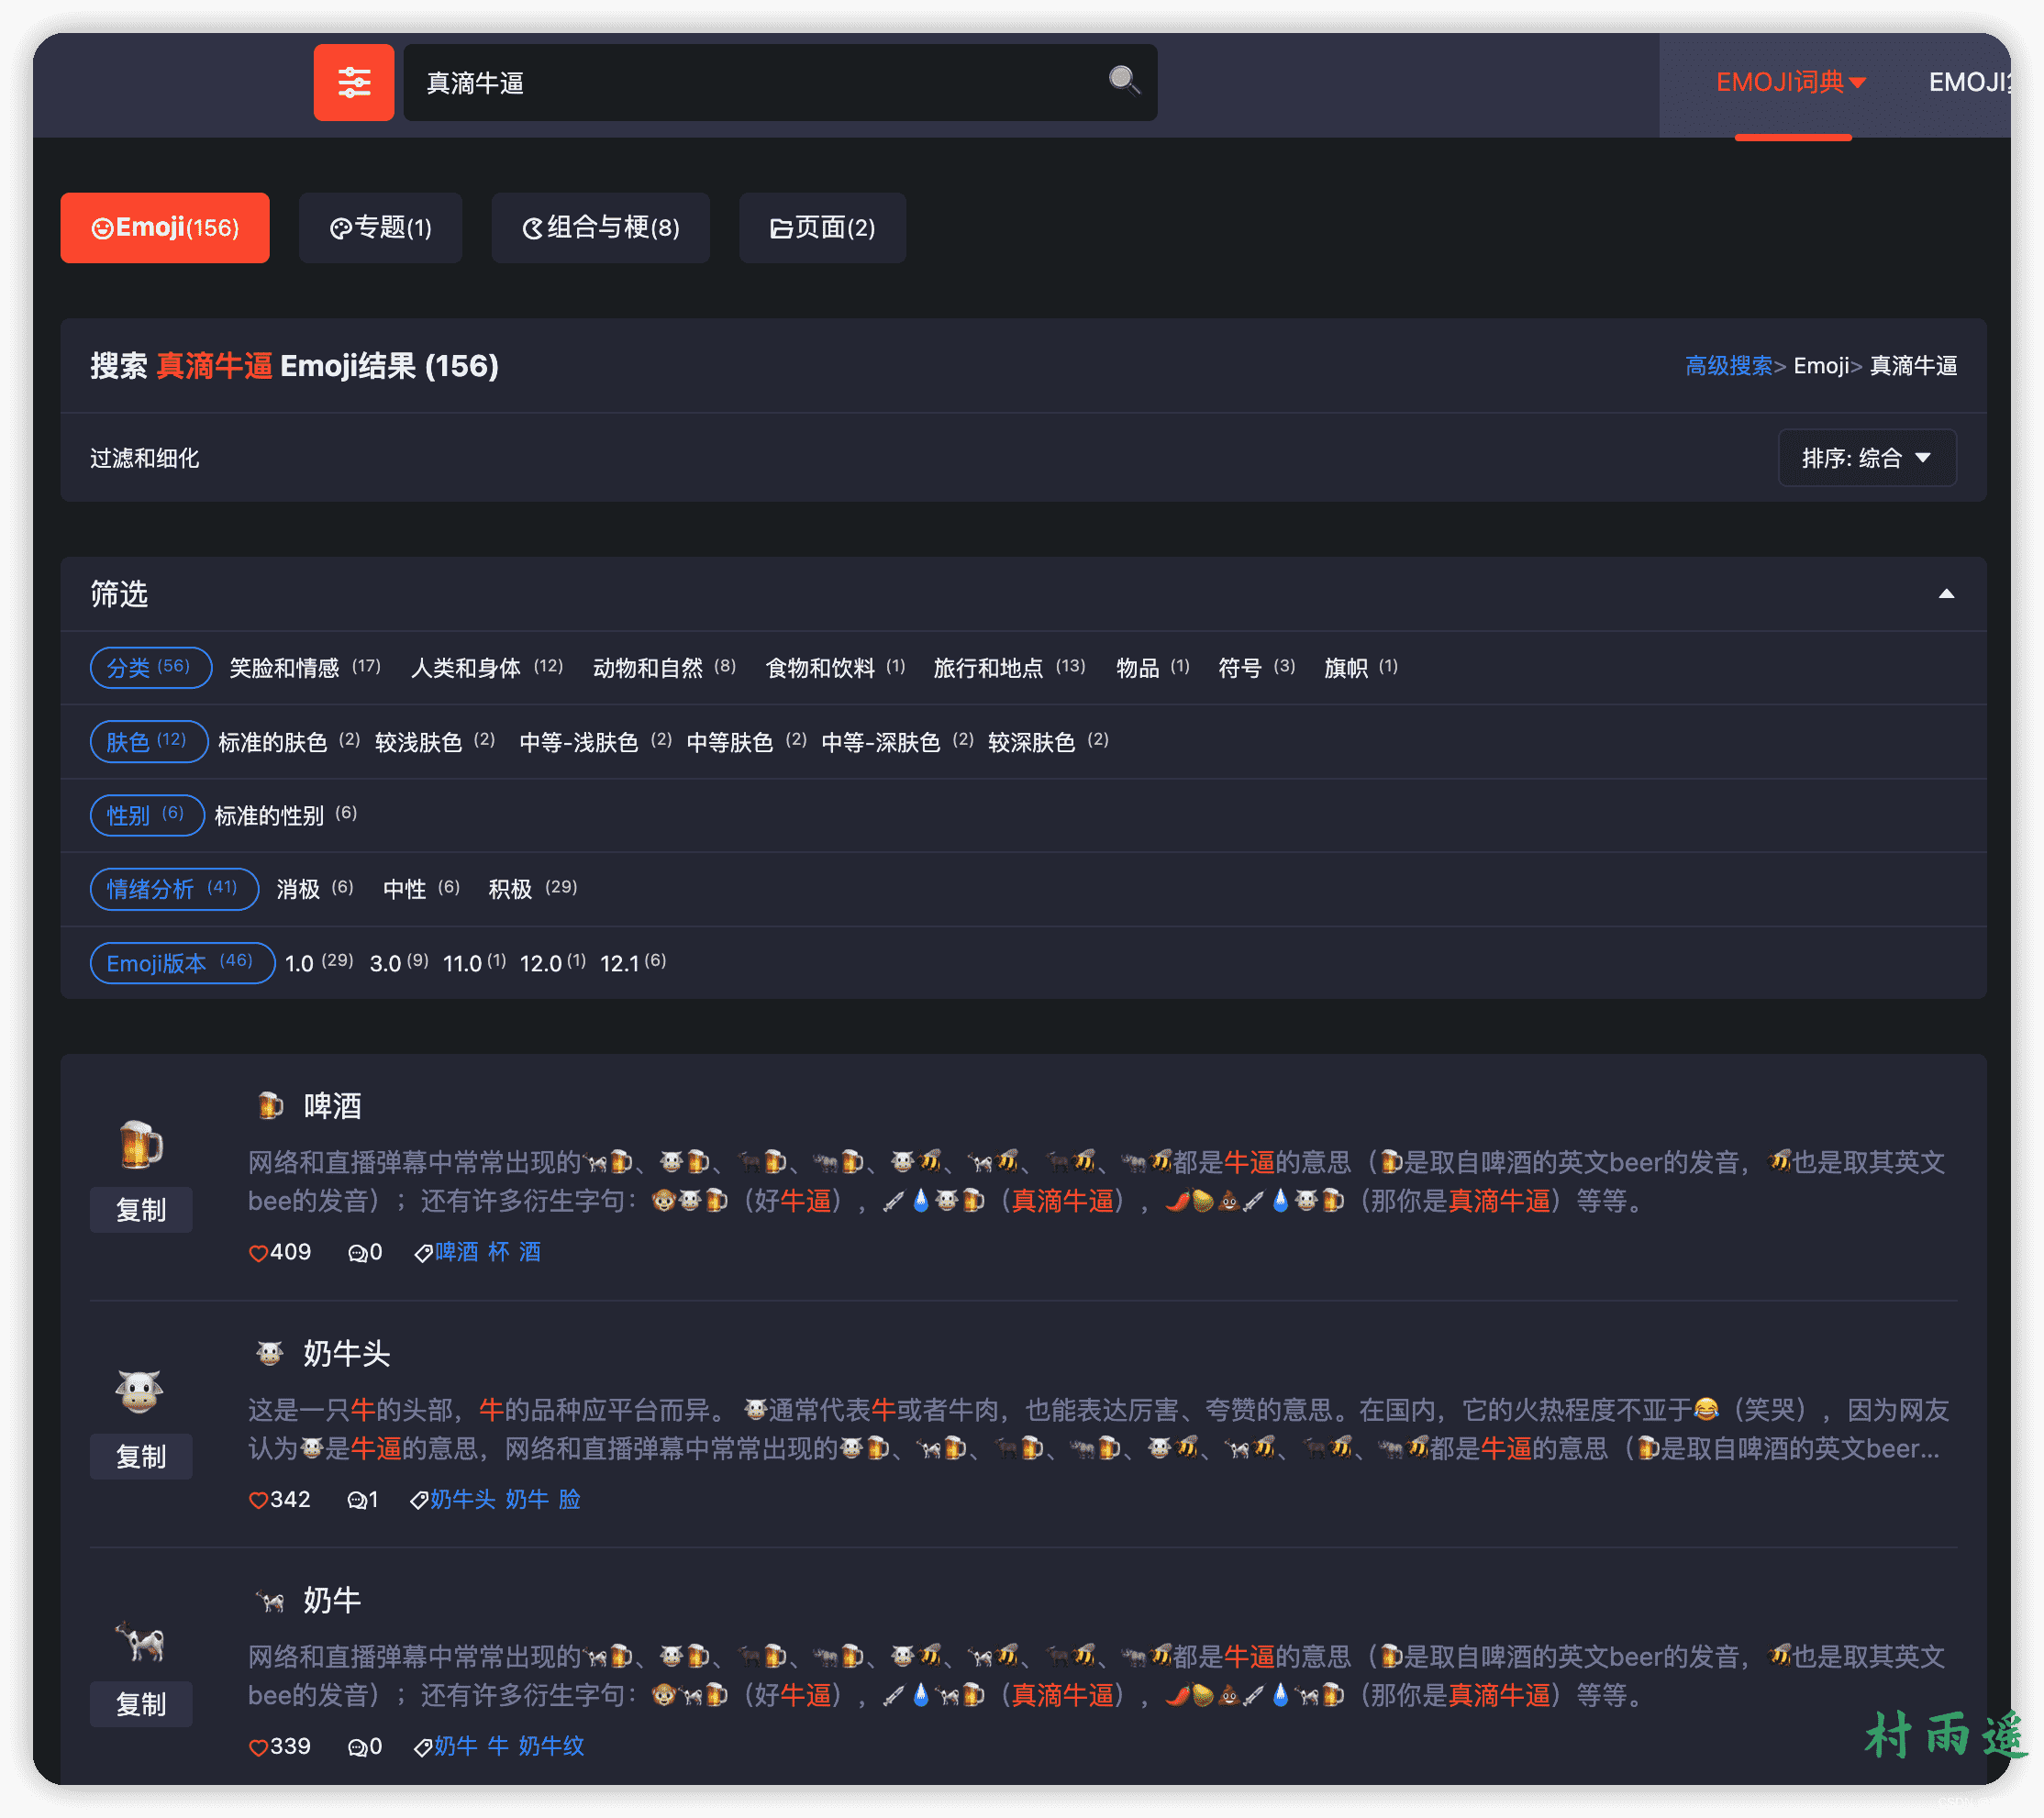 真滴牛逼
EMOJI词典
EMOJI
Emoji(156)
专题(1)
组合与梗(8)
页面(2)
搜索 真滴牛逼 Emoji结果 (156)
高级搜索> Emoji> 真滴牛逼
过滤和细化
排序: 综合
筛选
分类 (56) 笑脸和情感 (17) 人类和身体 (12) 动物和自然 (8) 食物和饮料 (1) 旅行和地点 (13) 物品 (1) 符号 (3) 旗帜 (1)
肤色 (12) 标准的肤色 (2) 较浅肤色 (2) 中等-浅肤色 (2) 中等肤色 (2) 中等-深肤色 (2) 较深肤色 (2)
性别 (6) 标准的性别 (6)
情绪分析 (41) 消极 (6) 中性 (6) 积极 (29)
Emoji版本 (46) 1.0 (29) 3.0 (9) 11.0 (1) 12.0 (1) 12.1 (6)
🍺 啤酒
网络和直播弹幕中常常出现的🐄🍺、🐮🍺、🐂🍺、🦏🍺、🐮🐝、🐄🐝、🐂🐝、🦏🐝都是牛逼的意思（🍺是取自啤酒的英文beer的发音，🐝也是取其英文
bee的发音）；还有许多衍生字句：🐵🐮🍺（好牛逼），🗡💧🐮🍺（真滴牛逼），🌶🪘💩🗡💧🐮🍺（那你是真滴牛逼）等等。
复制
409 0 啤酒 杯 酒
🐮 奶牛头
这是一只牛的头部，牛的品种应平台而异。 🐮通常代表牛或者牛肉，也能表达厉害、夸赞的意思。在国内，它的火热程度不亚于😂（笑哭），因为网友
认为🐮是牛逼的意思，网络和直播弹幕中常常出现的🐮🍺、🐄🍺、🐂🍺、🦏🍺、🐮🐝、🐄🐝、🐂🐝、🦏🐝都是牛逼的意思（🍺是取自啤酒的英文beer...
复制
342 1 奶牛头 奶牛 脸
🐄 奶牛
网络和直播弹幕中常常出现的🐄🍺、🐮🍺、🐂🍺、🦏🍺、🐮🐝、🐄🐝、🐂🐝、🦏🐝都是牛逼的意思（🍺是取自啤酒的英文beer的发音，🐝也是取其英文
bee的发音）；还有许多衍生字句：🐵🐄🍺（好牛逼），🗡💧🐄🍺（真滴牛逼），🌶🪘💩🗡💧🐄🍺（那你是真滴牛逼）等等。
复制
339 0 奶牛 牛 奶牛纹
村雨遥